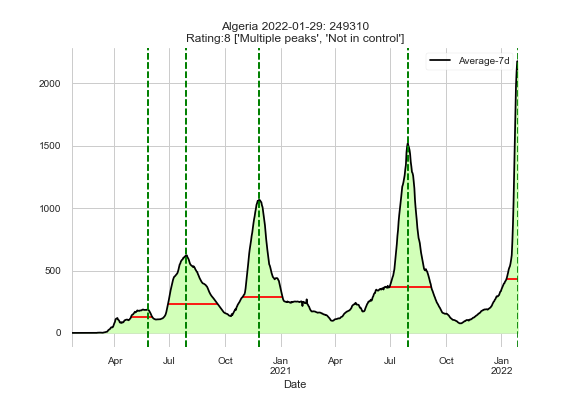 Algeria 2022-01-29: 249310
Rating:8 ['Multiple peaks', 'Not in control']
Average-7d
2000
1500
1000
500
0
Apr Jul Oct Jan Apr Jul Oct Jan
2021 2022
Date